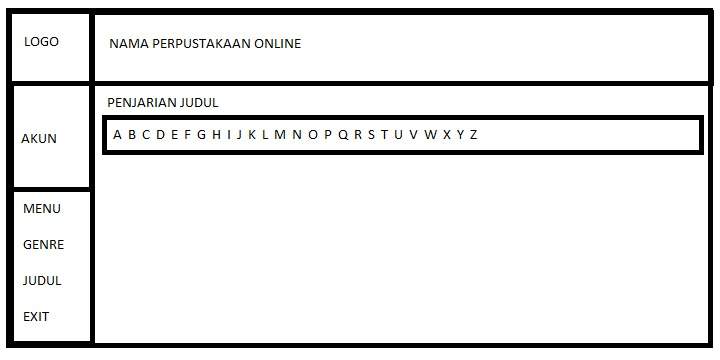 LOGO
NAMA PERPUSTAKAAN ONLINE
AKUN
MENU
GENRE
JUDUL
EXIT
PENJARIAN JUDUL
A B C D E F G H I J K L M N O P Q R S T U V W X Y Z